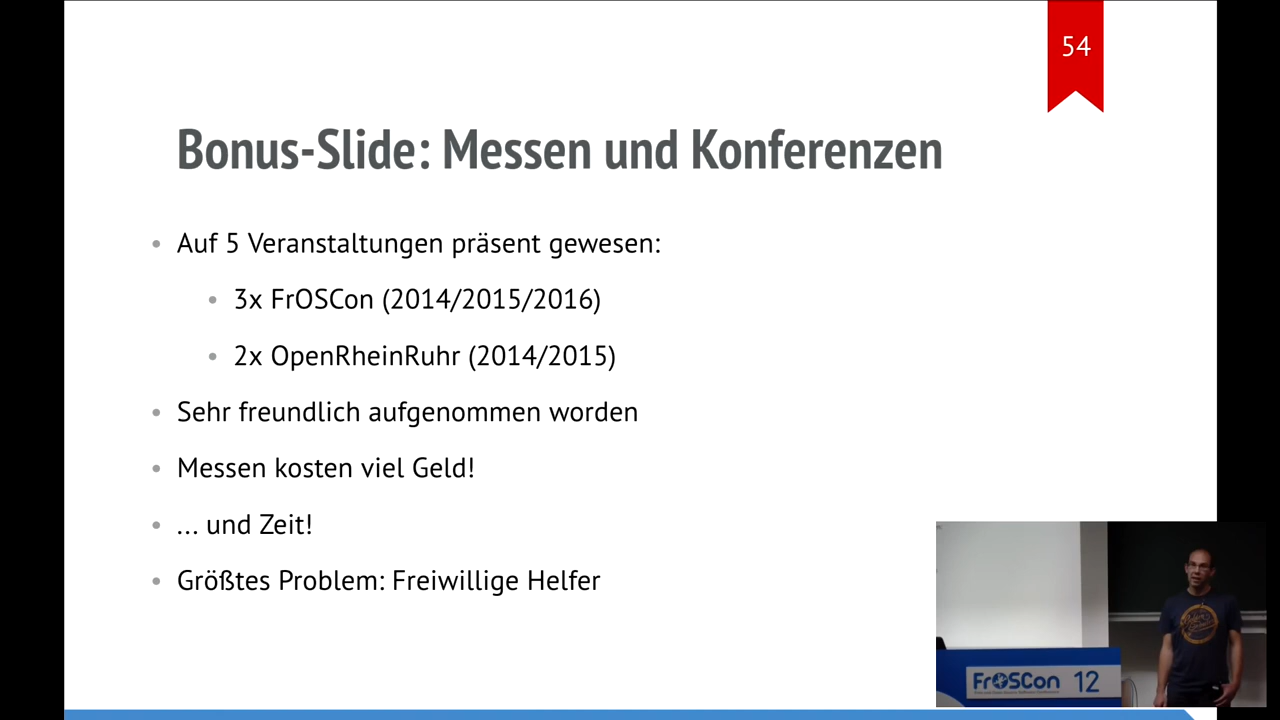 54
Bonus-Slide: Messen und Konferenzen
• Auf 5 Veranstaltungen präsent gewesen:
• 3x FrOSCon (2014/2015/2016)
• 2x OpenRheinRuhr (2014/2015)
• Sehr freundlich aufgenommen worden
• Messen kosten viel Geld!
• ... und Zeit!
• Größtes Problem: Freiwillige Helfer
FrOSCon 12